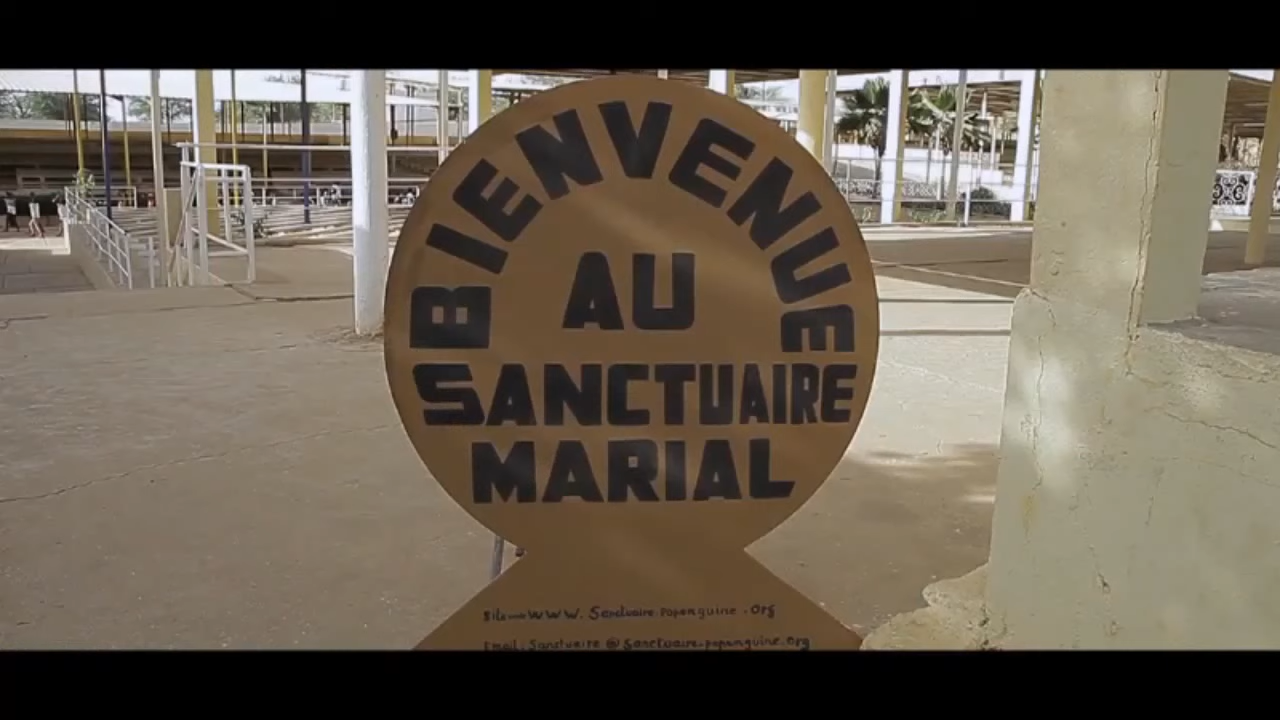 BIENVENUE
AU
SANCTUAIRE
MARIAL
Site WWW. Sanctuaire-popenguine.org
Email: Sanctuaire@Sanctuaire-popenguine.org